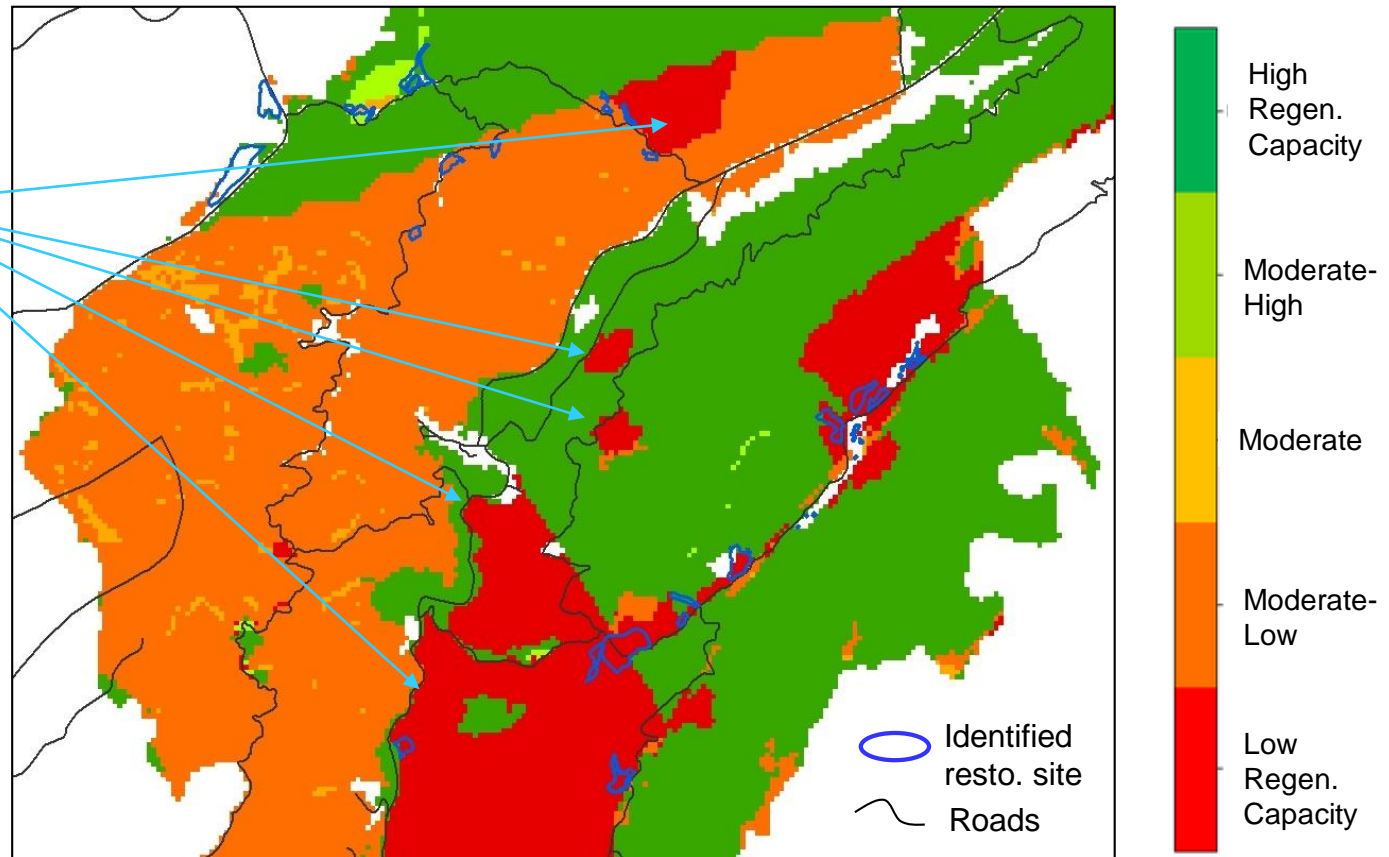 High
Regen.
Capacity
Moderate-
High
Moderate
Moderate-
Low
Low
Regen.
Capacity
Identified
resto. site
Roads